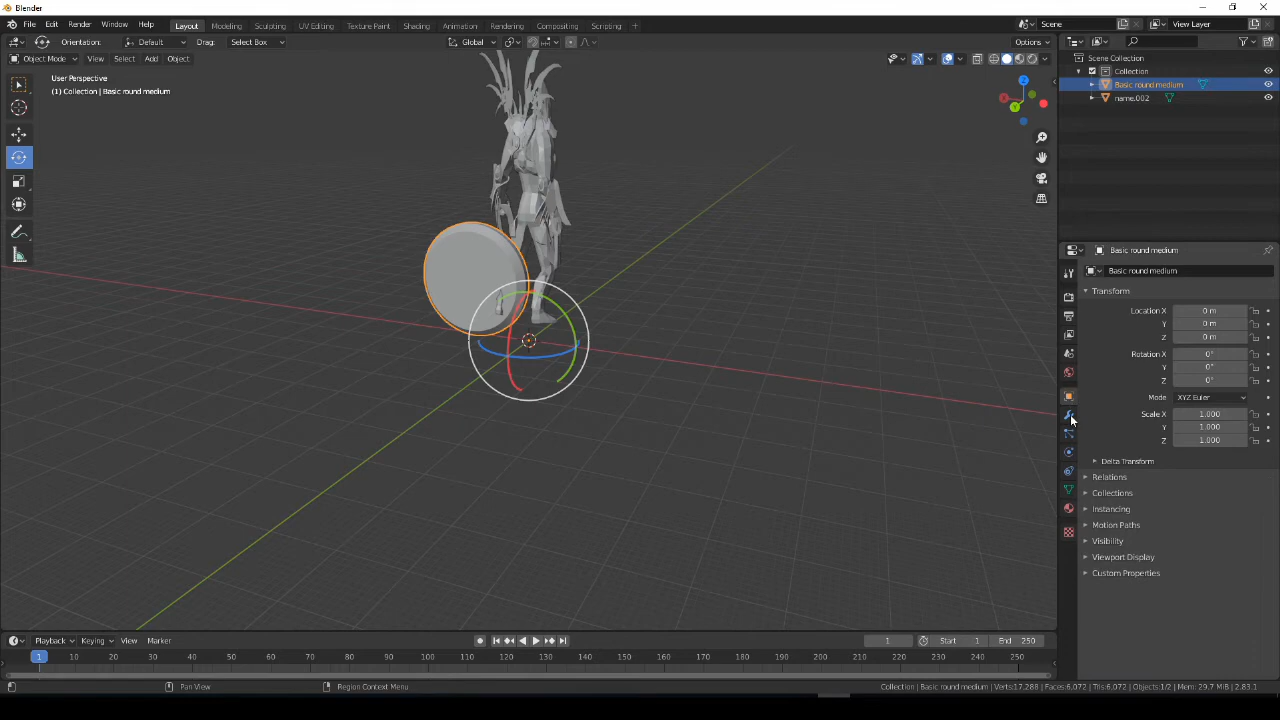 Blender
File Edit Render Window Help Layout Modeling Sculpting UV Editing Texture Paint Shading Animation Rendering Compositing Scripting + Scene View Layer
Orientation: Default Drag: Select Box Global Options
Object Mode View Select Add Object
User Perspective
(1) Collection | Basic round medium
Z
Y
Scene Collection
Collection
Basic round medium
name.002
Basic round medium
Basic round medium
Transform
Location X 0 m
Y 0 m
Z 0 m
Rotation X 0°
Y 0°
Z 0°
Mode XYZ Euler
Scale X 1.000
Y 1.000
Z 1.000
Delta Transform
Relations
Collections
Instancing
Motion Paths
Visibility
Viewport Display
Custom Properties
Playback Keying View Marker 1 Start 1 End 250
1 10 20 30 40 50 60 70 80 90 100 110 120 130 140 150 160 170 180 190 200 210 220 230 240 250
Pan View Region Context Menu Collection | Basic round medium | Verts:17,288 | Faces:6,072 | Tris:6,072 | Objects:1/2 | Mem: 29.7 MiB | 2.83.1